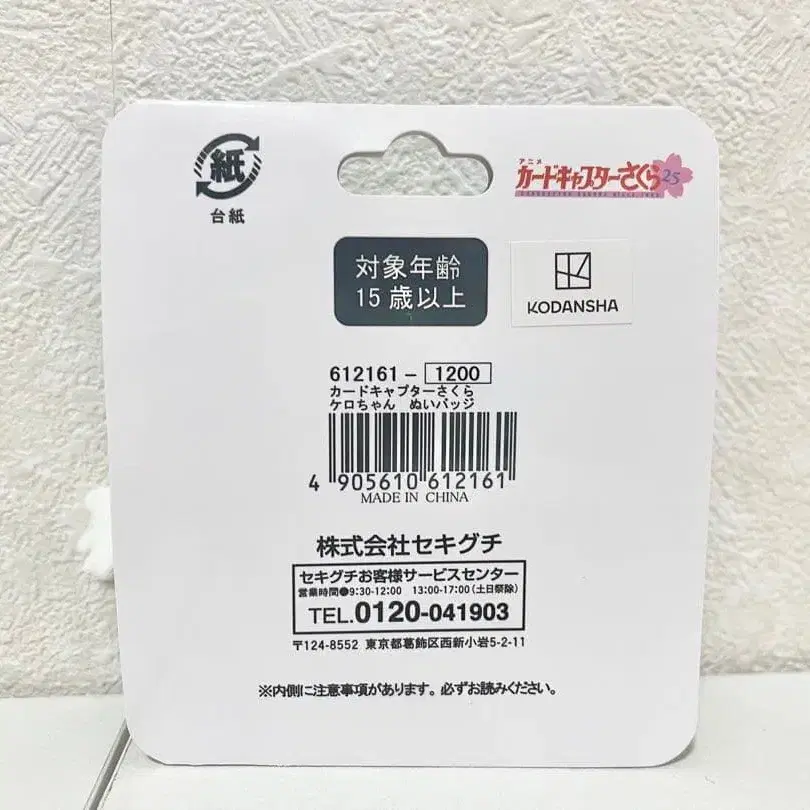 紙
台紙
アニメ
カードキャプターさくら 25
対象年齢
15歳以上
KODANSHA
612161- 1200
カードキャプターさくら
ケロちゃん ぬいバッジ
4 905610 612161
MADE IN CHINA
株式会社セキグチ
セキグチお客様サービスセンター
営業時間●9:30-12:00 13:00-17:00(土日祭除)
TEL.0120-041903
〒124-8552 東京都葛飾区西新小岩5-2-11
※内側に注意事項があります。必ずお読みください。